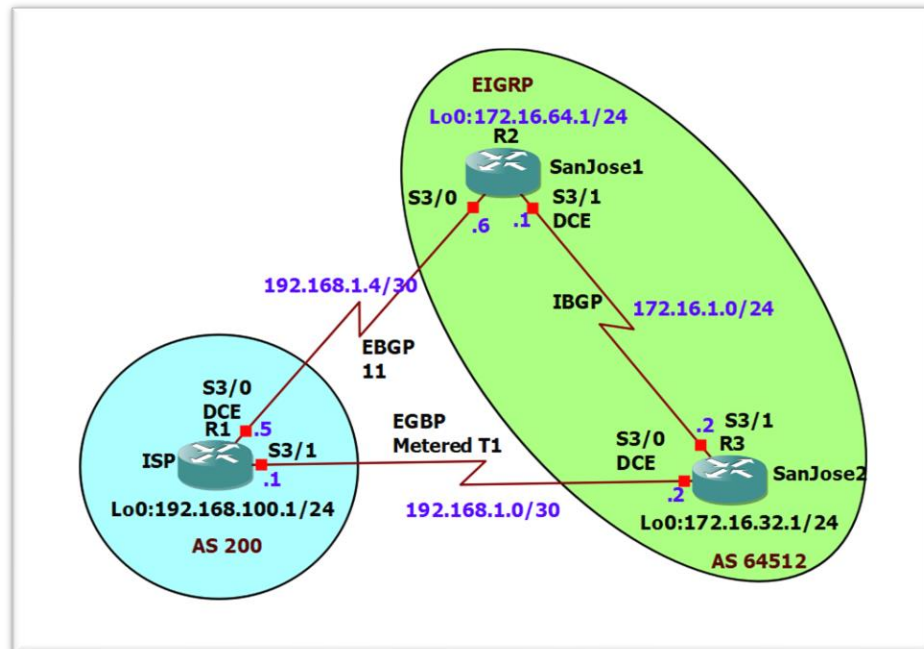 EIGRP
Lo0:172.16.64.1/24
R2
SanJose1
S3/0
S3/1
DCE
.6
.1
192.168.1.4/30
IBGP
172.16.1.0/24
EBGP
11
S3/0
DCE
R1
.5
ISP
S3/1
.1
EGBP
Metered T1
S3/0
DCE
.2
S3/1
R3
.2
SanJose2
Lo0:192.168.100.1/24
192.168.1.0/30
Lo0:172.16.32.1/24
AS 200
AS 64512